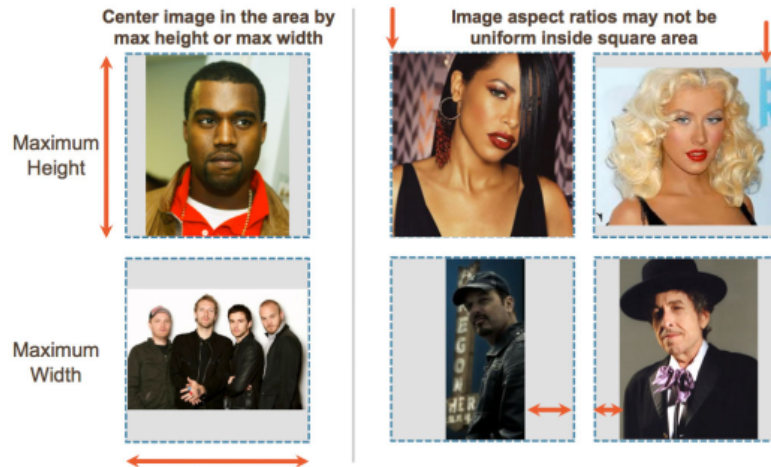 Center image in the area by
max height or max width
Image aspect ratios may not be
uniform inside square area
Maximum
Height
Maximum
Width